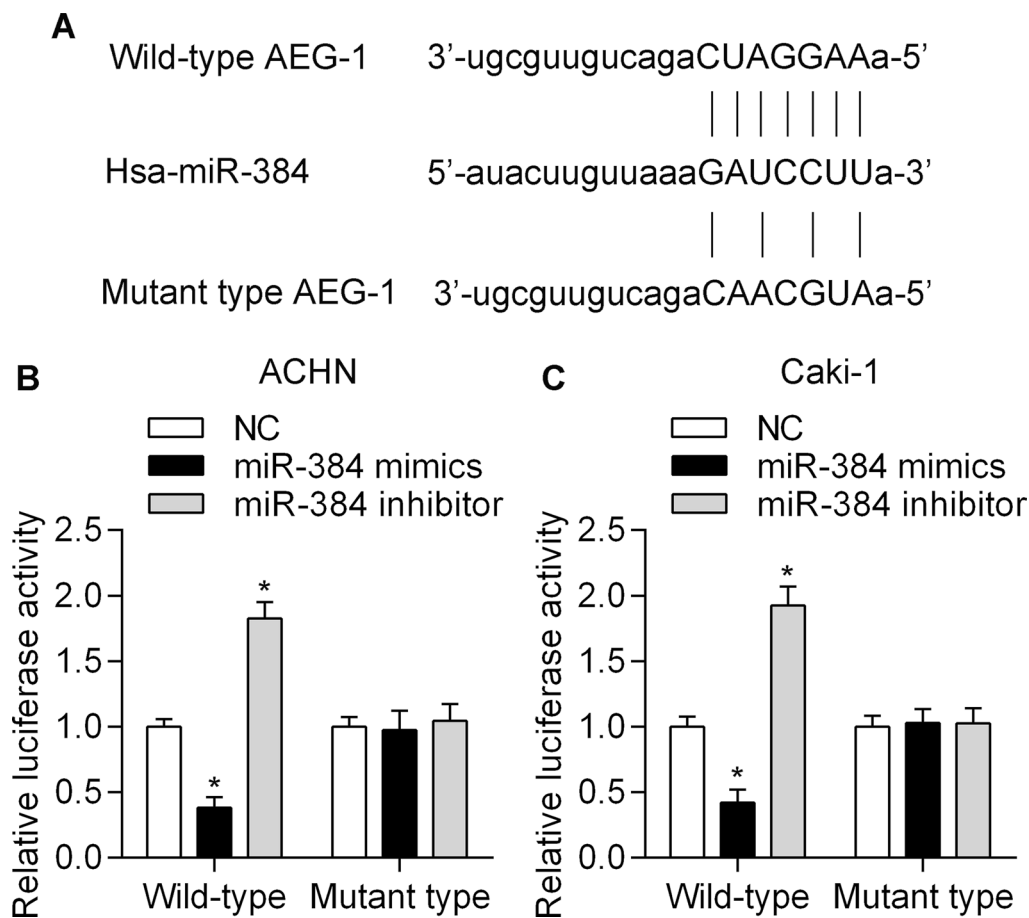 A
Wild-type AEG-1 3’-ugcguugucagaCUAGGAAa-5’
Hsa-miR-384 5’-auacuuguuaaaGAUCCUUa-3’
Mutant type AEG-1 3’-ugcguugucagaCAACGUAa-5’
B ACHN
NC
miR-384 mimics
miR-384 inhibitor
Relative luciferase activity
2.5
2.0
1.5
1.0
0.5
0.0
*
*
Wild-type Mutant type
C Caki-1
NC
miR-384 mimics
miR-384 inhibitor
Relative luciferase activity
2.5
2.0
1.5
1.0
0.5
0.0
*
*
Wild-type Mutant type